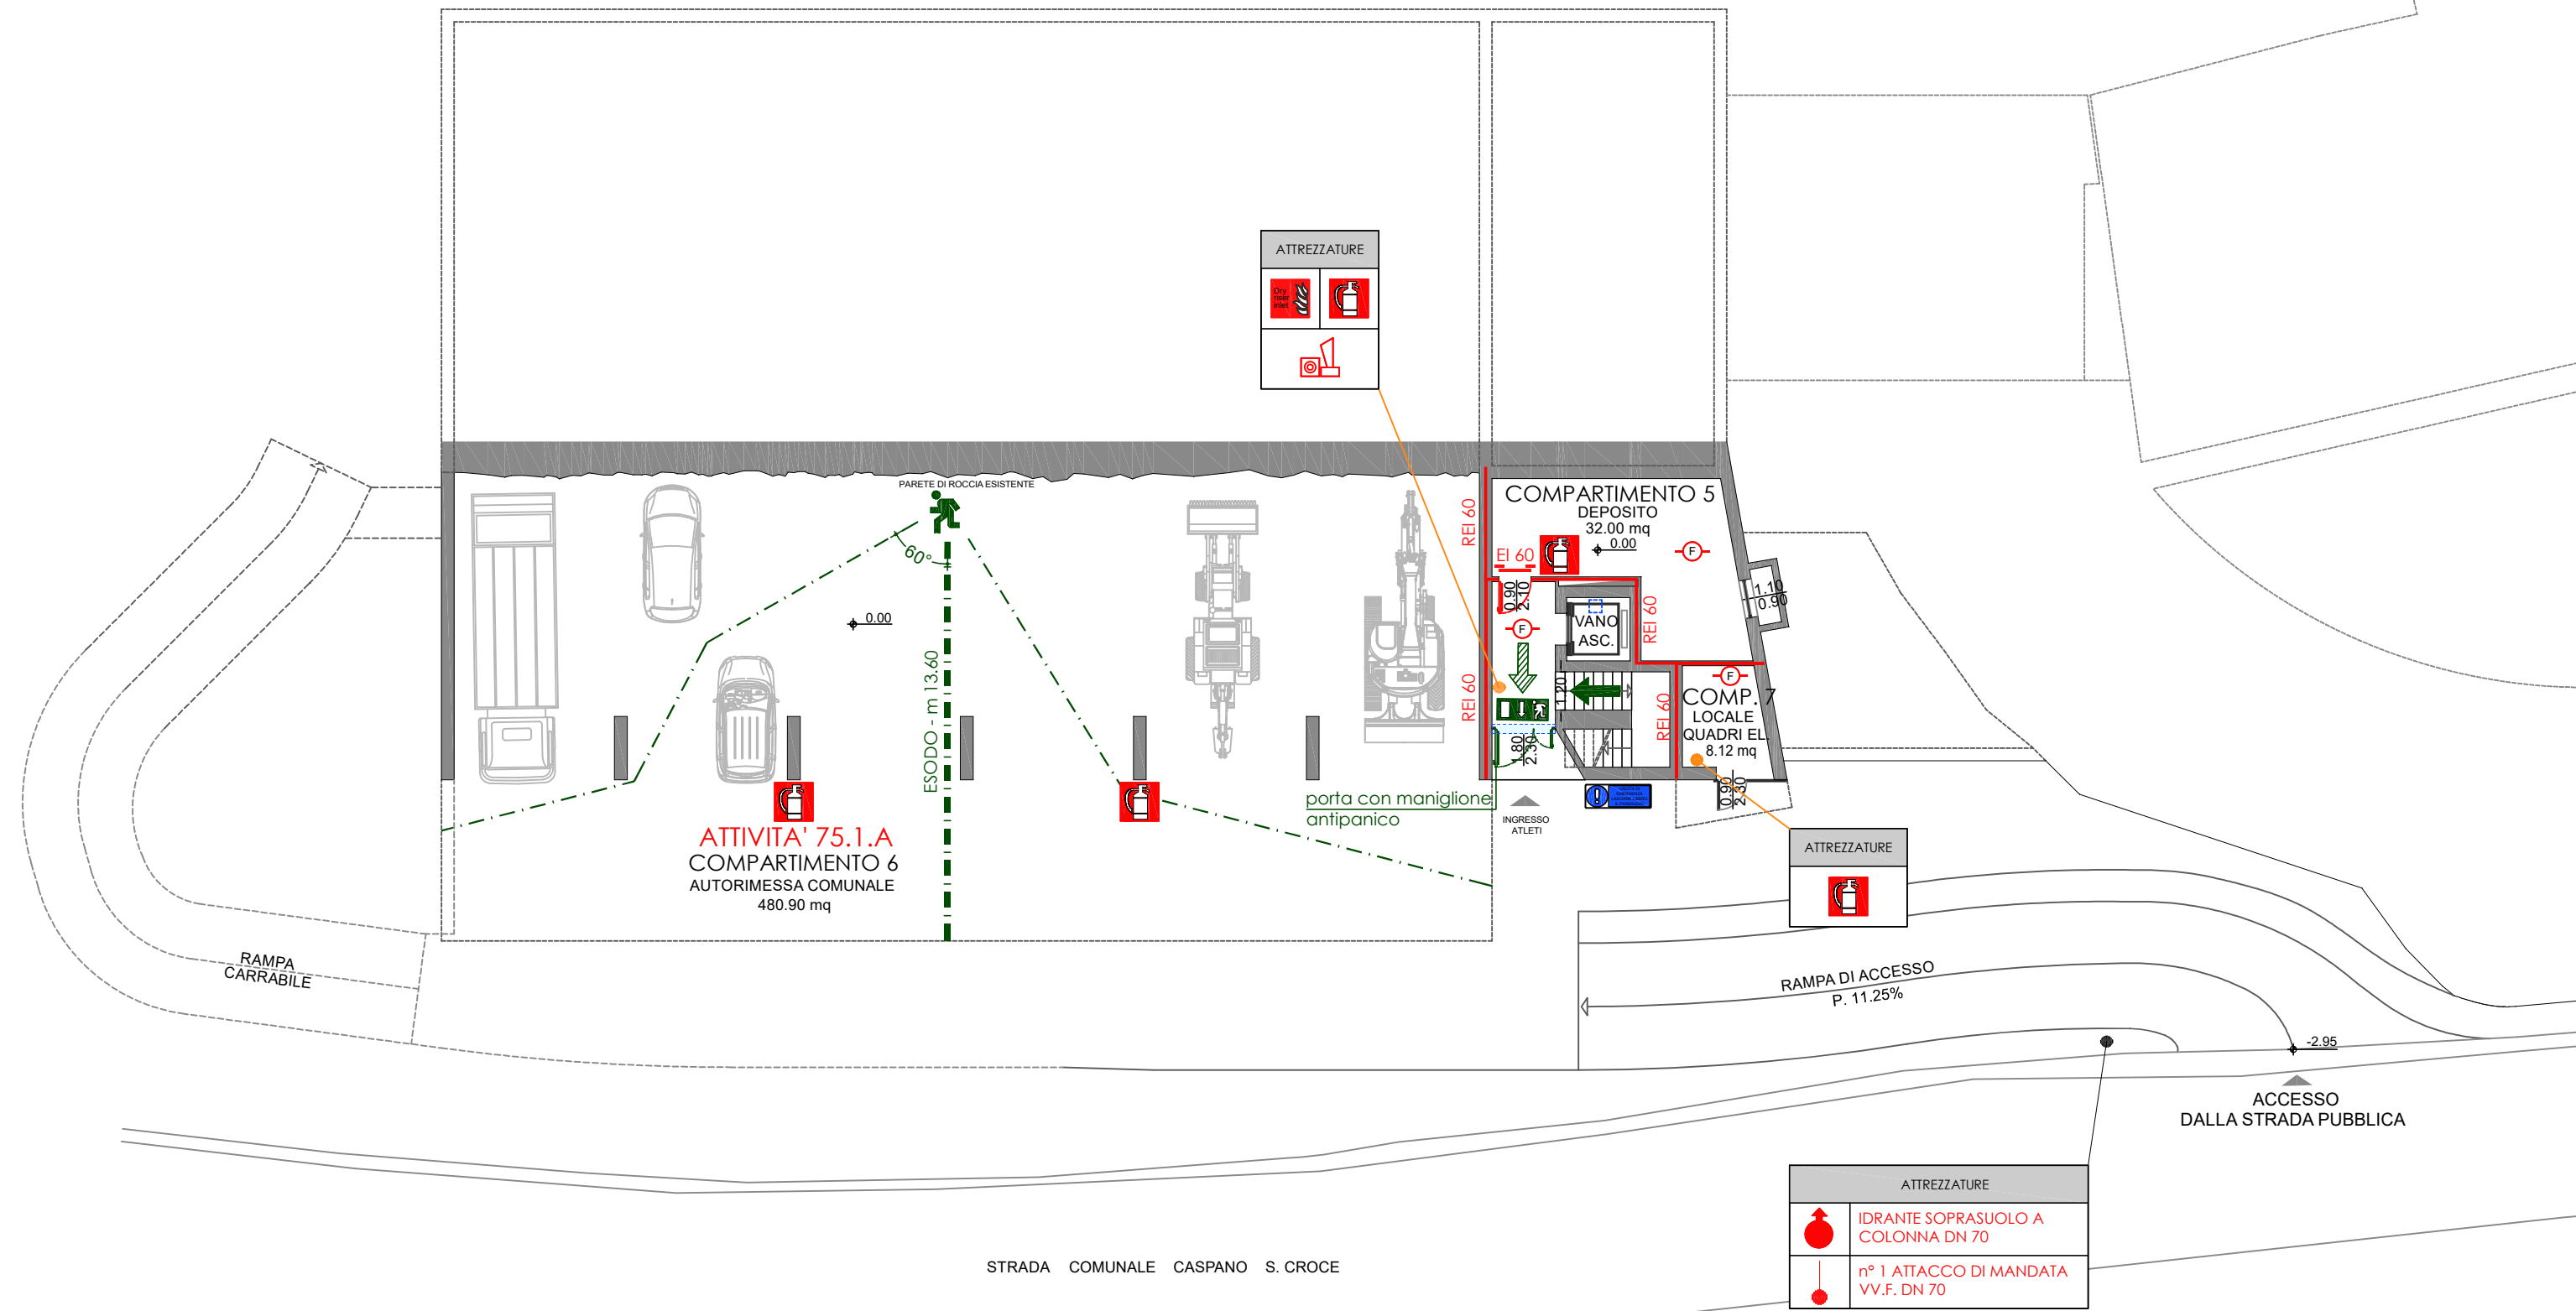 ATTREZZATURE
Dry
riser
inlet
PARETE DI ROCCIA ESISTENTE
60°
0.00
ESODO - m 13.60
REI 60
REI 60
COMPARTIMENTO 5
DEPOSITO
32.00 mq
0.00
EI 60
F
0.90
2.10
F
VANO
ASC.
REI 60
1.10
0.90
1.20
F
COMP. 7
LOCALE
QUADRI EL.
8.12 mq
REI 60
1.80
2.30
0.90
2.30
porta con maniglione
antipanico
INGRESSO
ATLETI
ATTIVITA' 75.1.A
COMPARTIMENTO 6
AUTORIMESSA COMUNALE
480.90 mq
ATTREZZATURE
RAMPA
CARRABILE
RAMPA DI ACCESSO
P. 11.25%
-2.95
ACCESSO
DALLA STRADA PUBBLICA
ATTREZZATURE
IDRANTE SOPRASUOLO A
COLONNA DN 70
n° 1 ATTACCO DI MANDATA
VV.F. DN 70
STRADA COMUNALE CASPANO S. CROCE